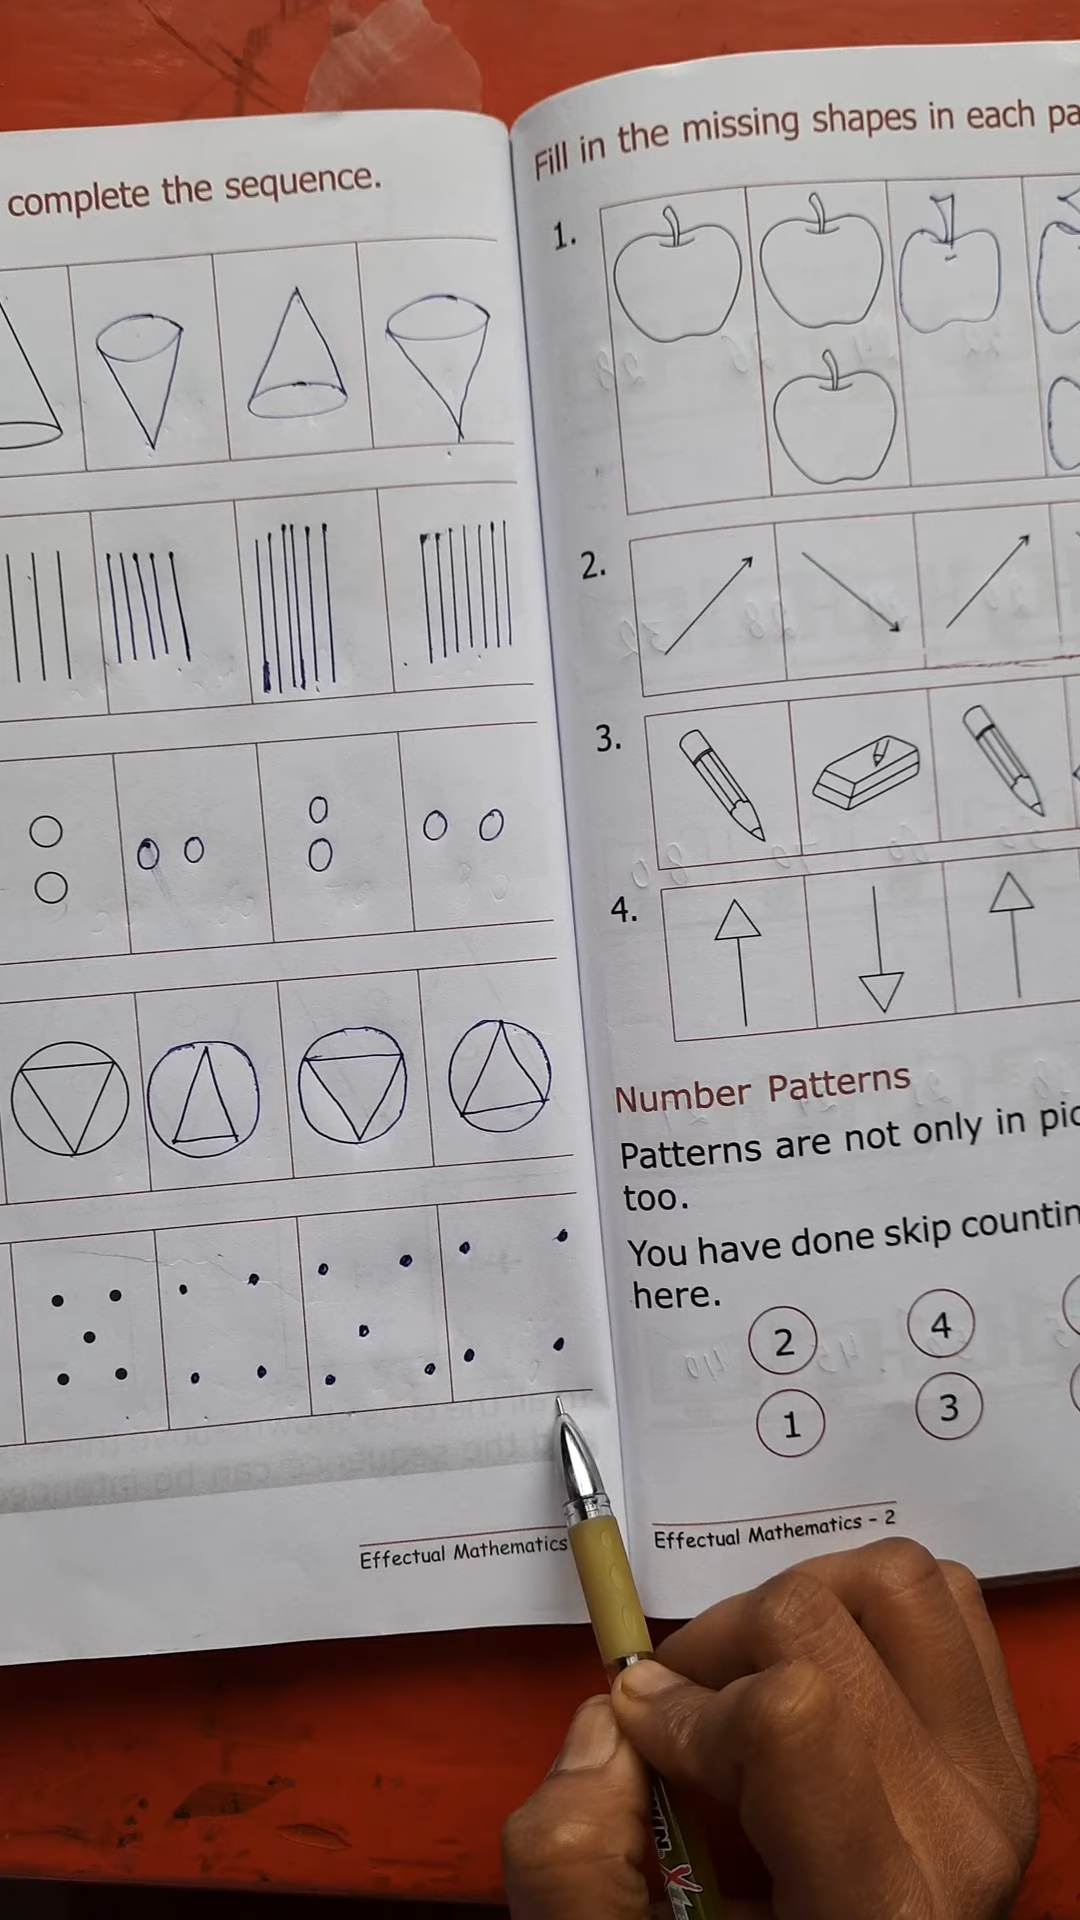 complete the sequence.
Effectual Mathematics
Fill in the missing shapes in each pa
1.
2.
3.
4.
Number Patterns
Patterns are not only in pic
too.
You have done skip countin
here.
2 4
1 3
Effectual Mathematics - 2